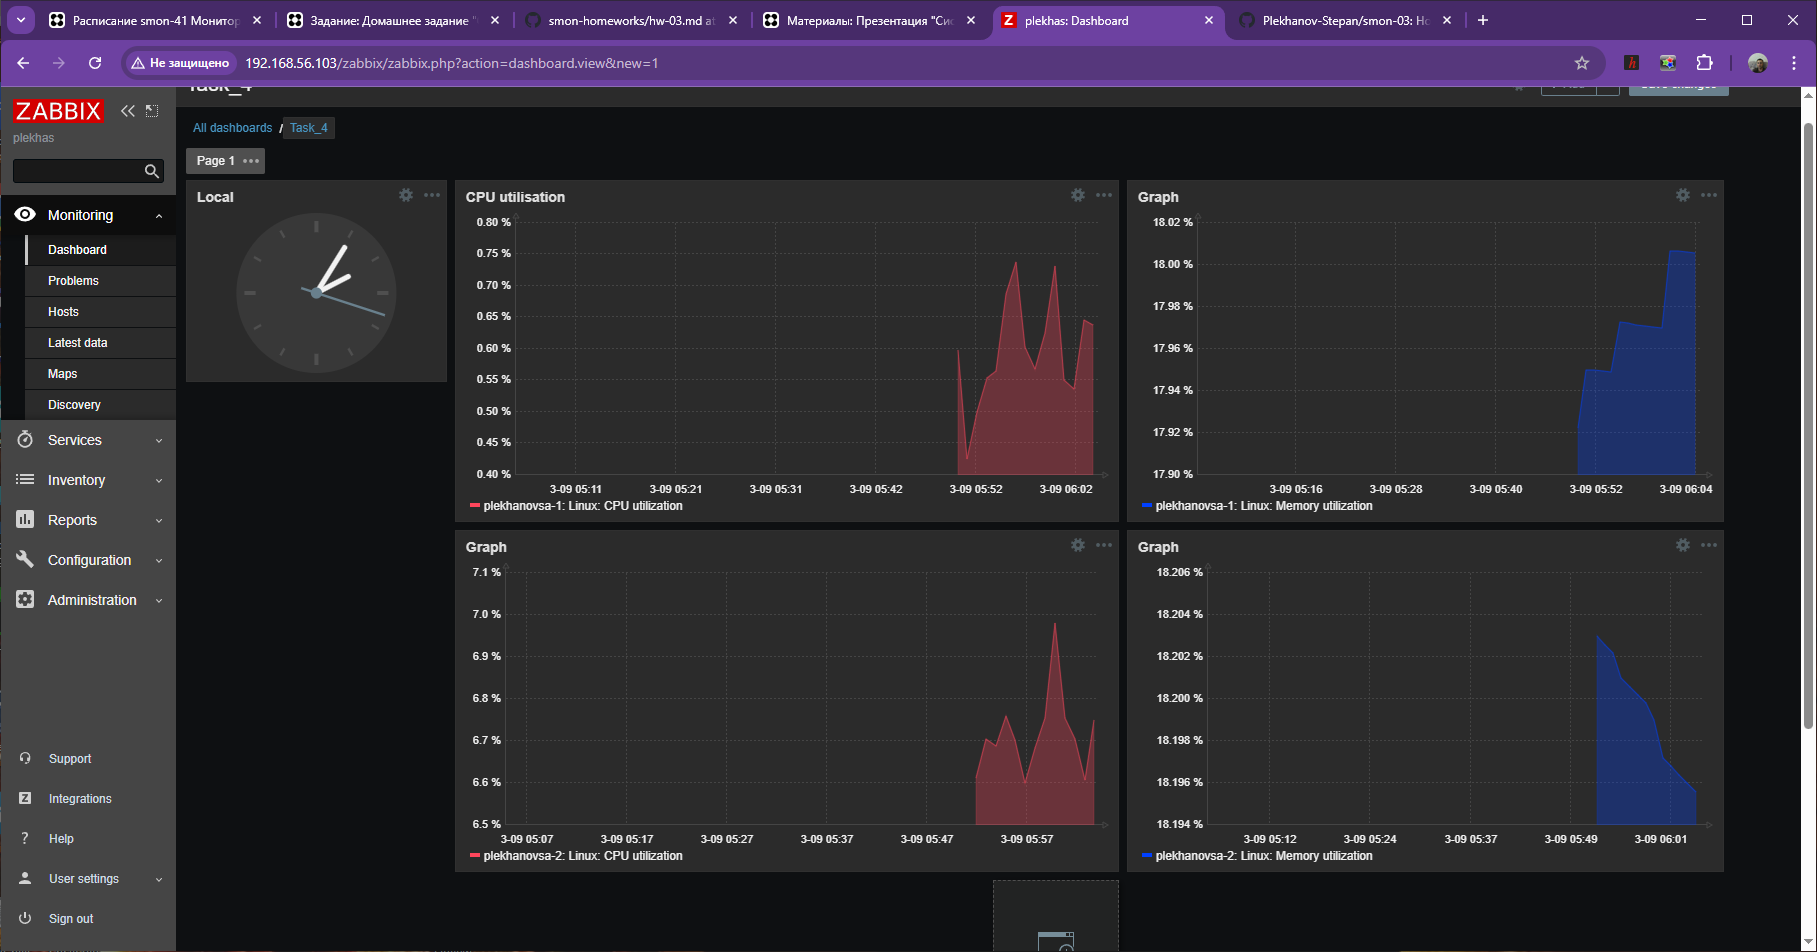 Расписание smon-41 Монитор
Задание: Домашнее задание "
smon-homeworks/hw-03.md at
Материалы: Презентация "Сис
Z plekhas: Dashboard
Plekhanov-Stepan/smon-03: Ho
Не защищено
192.168.56.103/zabbix/zabbix.php?action=dashboard.view&new=1
h
Task_4
ZABBIX
plekhas
All dashboards / Task_4
Page 1
Monitoring
Dashboard
Problems
Hosts
Latest data
Maps
Discovery
Services
Inventory
Reports
Configuration
Administration
Support
Z Integrations
? Help
User settings
Sign out
Local
CPU utilisation
0.80 %
0.75 %
0.70 %
0.65 %
0.60 %
0.55 %
0.50 %
0.45 %
0.40 %
3-09 05:11 3-09 05:21 3-09 05:31 3-09 05:42 3-09 05:52 3-09 06:02
plekhanovsa-1: Linux: CPU utilization
Graph
18.02 %
18.00 %
17.98 %
17.96 %
17.94 %
17.92 %
17.90 %
3-09 05:16 3-09 05:28 3-09 05:40 3-09 05:52 3-09 06:04
plekhanovsa-1: Linux: Memory utilization
Graph
7.1 %
7.0 %
6.9 %
6.8 %
6.7 %
6.6 %
6.5 %
3-09 05:07 3-09 05:17 3-09 05:27 3-09 05:37 3-09 05:47 3-09 05:57
plekhanovsa-2: Linux: CPU utilization
Graph
18.206 %
18.204 %
18.202 %
18.200 %
18.198 %
18.196 %
18.194 %
3-09 05:12 3-09 05:24 3-09 05:37 3-09 05:49 3-09 06:01
plekhanovsa-2: Linux: Memory utilization